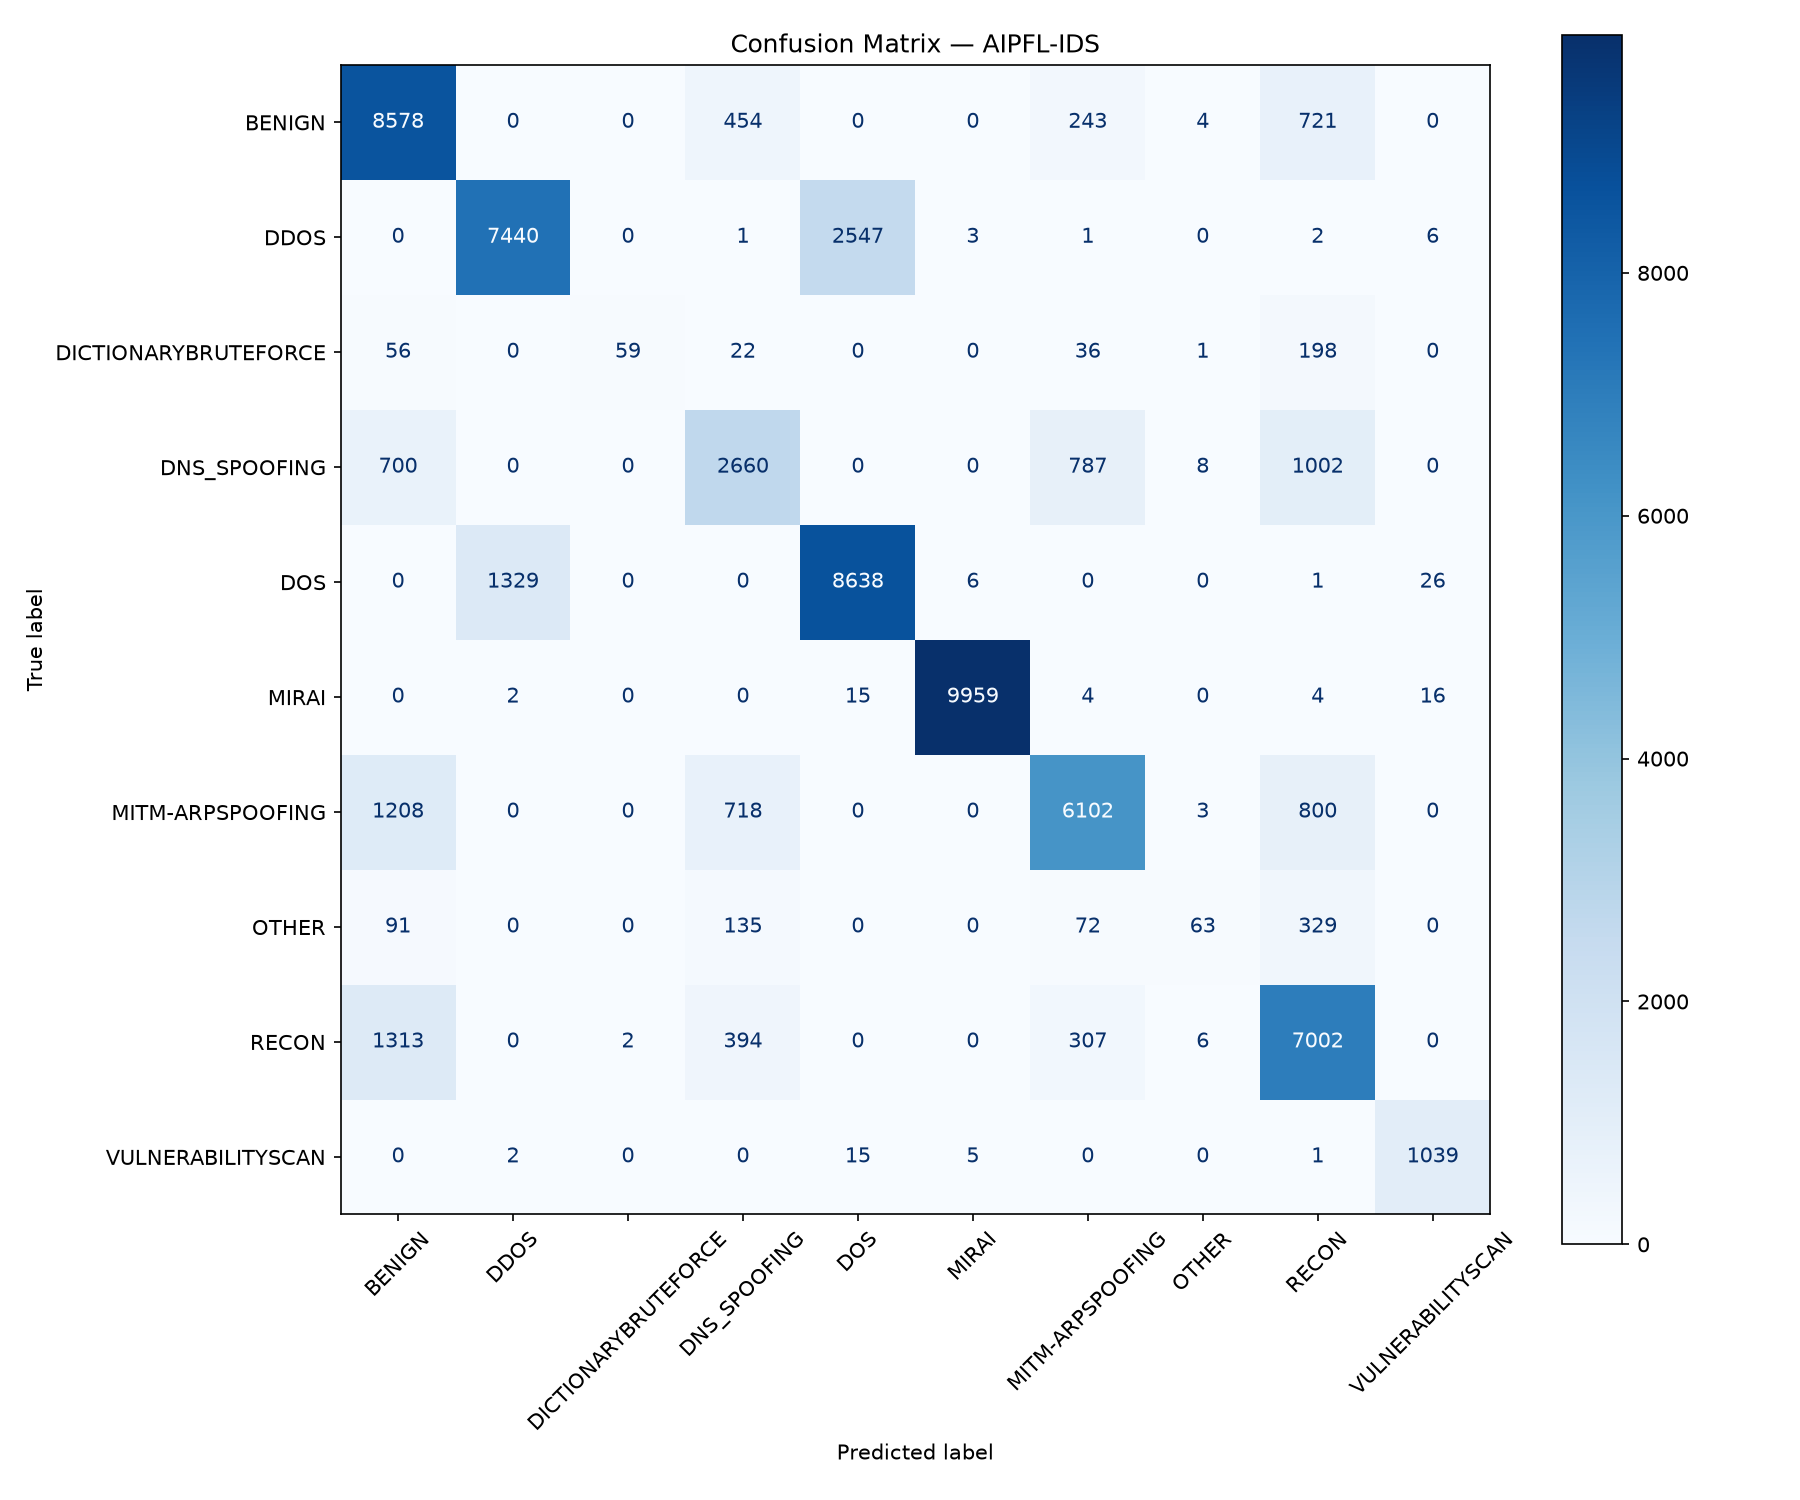 Confusion Matrix — AIPFL-IDS
BENIGN 8578 0 0 454 0 0 243 4 721 0
DDOS 0 7440 0 1 2547 3 1 0 2 6
8000
DICTIONARYBRUTEFORCE 56 0 59 22 0 0 36 1 198 0
DNS_SPOOFING 700 0 0 2660 0 0 787 8 1002 0
6000
DOS 0 1329 0 0 8638 6 0 0 1 26
True label
MIRAI 0 2 0 0 15 9959 4 0 4 16
4000
MITM-ARPSPOOFING 1208 0 0 718 0 0 6102 3 800 0
OTHER 91 0 0 135 0 0 72 63 329 0
2000
RECON 1313 0 2 394 0 0 307 6 7002 0
VULNERABILITYSCAN 0 2 0 0 15 5 0 0 1 1039
0
BENIGN DDOS DICTIONARYBRUTEFORCE DNS_SPOOFING DOS MIRAI MITM-ARPSPOOFING OTHER RECON VULNERABILITYSCAN
Predicted label